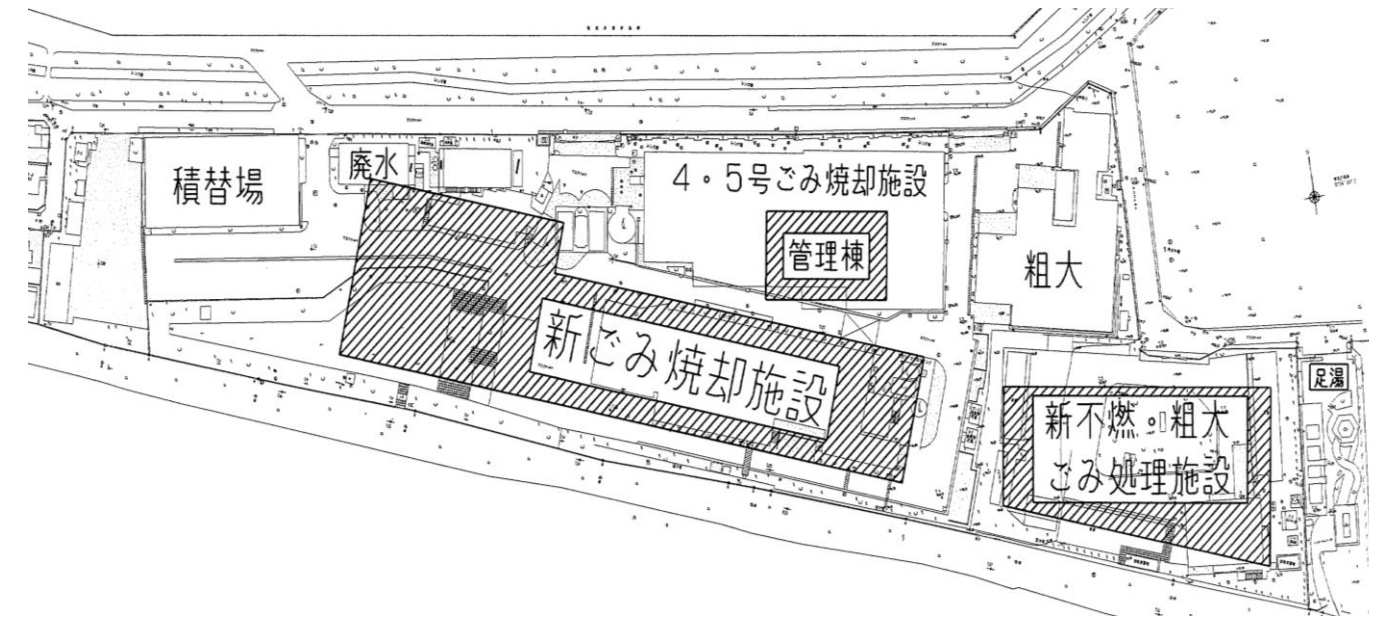 積替場
廃水
4・5号ごみ焼却施設
管理棟
粗大
新ごみ焼却施設
新不燃・粗大
ごみ処理施設
足湯